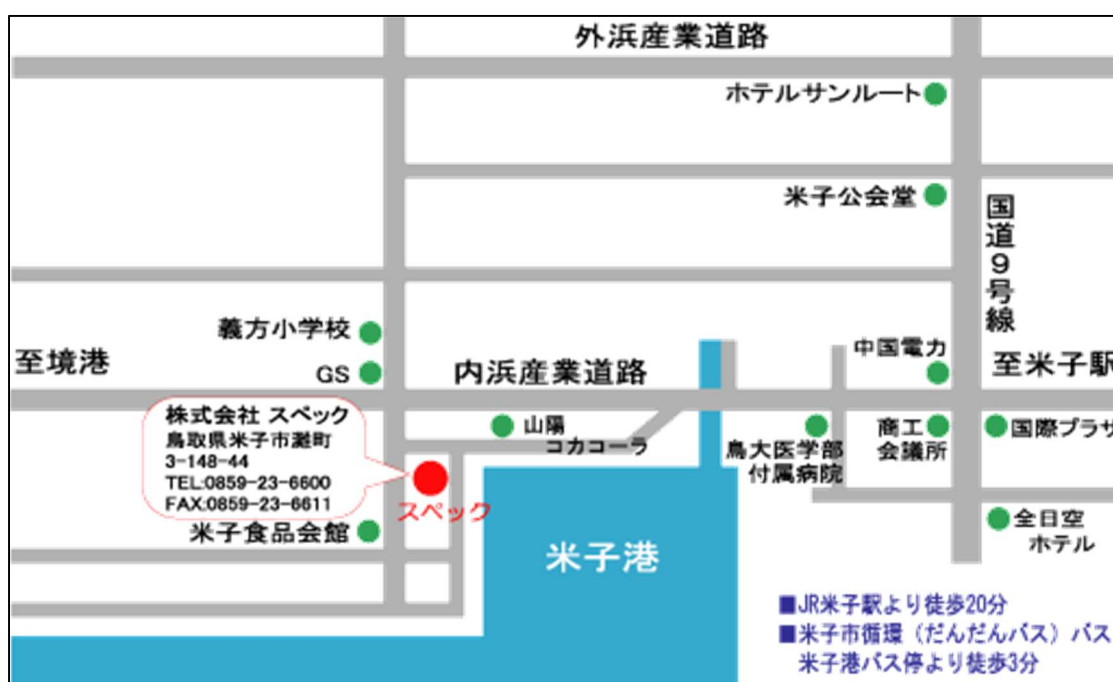 外浜産業道路
ホテルサンルート
米子公会堂
国道9号線
義方小学校
中国電力
至境港
GS
内浜産業道路
至米子駅
株式会社 スペック
鳥取県米子市灘町
3-148-44
TEL:0859-23-6600
FAX:0859-23-6611
山陽
コカコーラ
鳥大医学部
付属病院
商工
会議所
国際プラザ
スペック
米子食品会館
全日空
ホテル
米子港
■JR米子駅より徒歩20分
■米子市循環（だんだんバス）バス
米子港バス停より徒歩3分